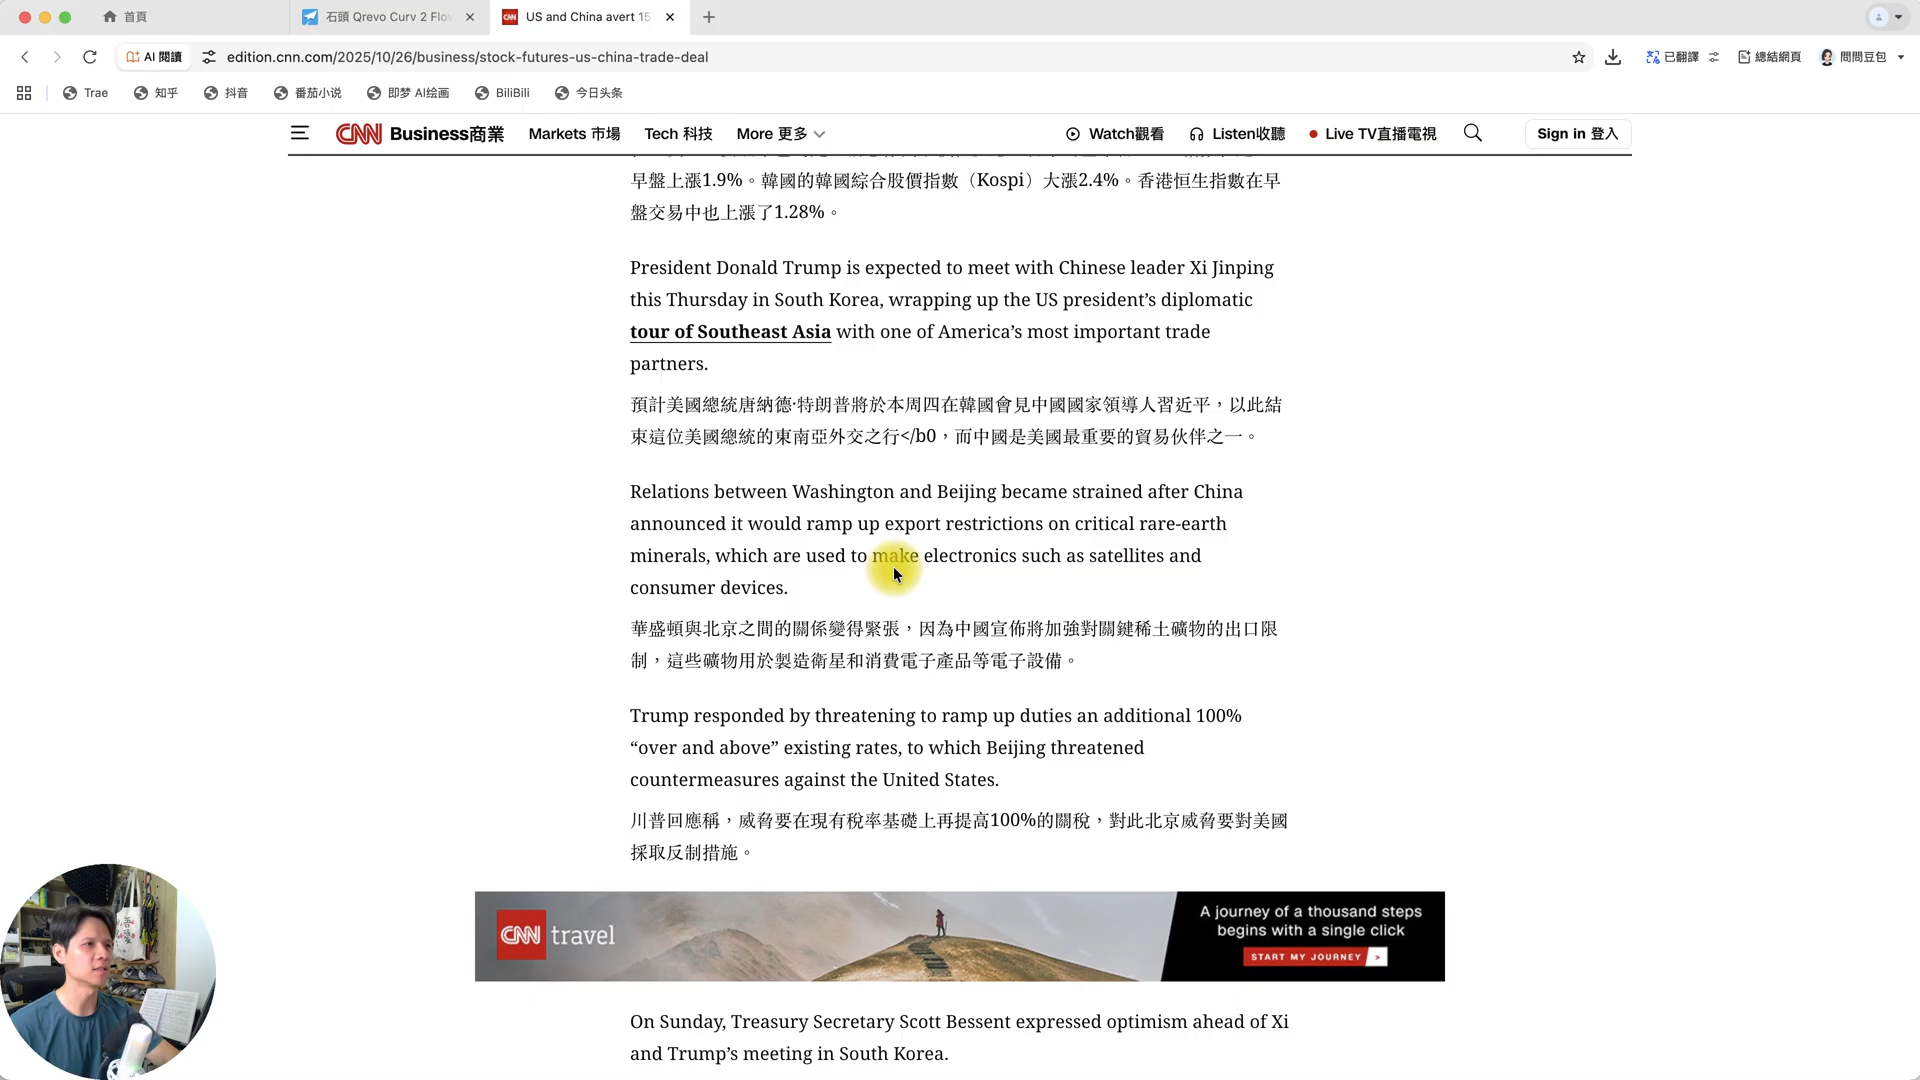 首頁
石頭 Qrevo Curv 2 Flo
US and China avert 15
AI 閱讀
edition.cnn.com/2025/10/26/business/stock-futures-us-china-trade-deal
已翻譯
總結網頁
問問豆包
Trae
知乎
抖音
番茄小说
即梦 AI绘画
BiliBili
今日头条
CNN Business商業
Markets 市場
Tech 科技
More 更多
Watch觀看
Listen收聽
Live TV直播電視
Sign in 登入
早盤上漲1.9%。韓國的韓國綜合股價指數（Kospi）大漲2.4%。香港恒生指數在早
盤交易中也上漲了1.28%。
President Donald Trump is expected to meet with Chinese leader Xi Jinping
this Thursday in South Korea, wrapping up the US president’s diplomatic
tour of Southeast Asia with one of America’s most important trade
partners.
預計美國總統唐納德·特朗普將於本周四在韓國會見中國國家領導人習近平，以此結
束這位美國總統的東南亞外交之行</b0，而中國是美國最重要的貿易伙伴之一。
Relations between Washington and Beijing became strained after China
announced it would ramp up export restrictions on critical rare-earth
minerals, which are used to make electronics such as satellites and
consumer devices.
華盛頓與北京之間的關係變得緊張，因為中國宣佈將加強對關鍵稀土礦物的出口限
制，這些礦物用於製造衛星和消費電子產品等電子設備。
Trump responded by threatening to ramp up duties an additional 100%
“over and above” existing rates, to which Beijing threatened
countermeasures against the United States.
川普回應稱，威脅要在現有稅率基礎上再提高100%的關稅，對此北京威脅要對美國
採取反制措施。
CNN travel
A journey of a thousand steps
begins with a single click
START MY JOURNEY >
On Sunday, Treasury Secretary Scott Bessent expressed optimism ahead of Xi
and Trump’s meeting in South Korea.